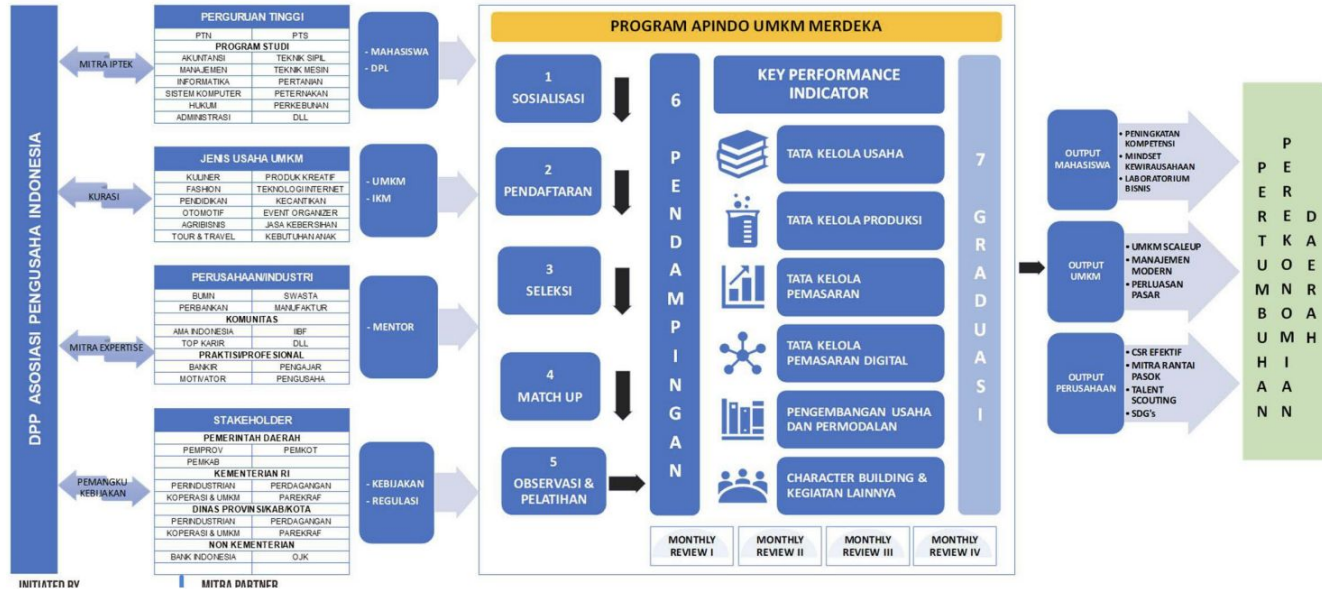 DPP ASOSIASI PENGUSAHA INDONESIA
MITRA IPTEK
PERGURUAN TINGGI
PTN PTS
PROGRAM STUDI
AKUNTANSI TEKNIK SIPIL
MANAJEMEN TEKNIK MESIN
INFORMATIKA PERTANIAN
SISTEM KOMPUTER PETERNAKAN
HUKUM PERKEBUNAN
ADMINISTRASI DLL
- MAHASISWA
- DPL
KURASI
JENIS USAHA UMKM
KULINER PRODUK KREATIF
FASHION TEKNOLOGI INTERNET
PENDIDIKAN KECANTIKAN
OTOMOTIF EVENT ORGANIZER
AGRIBISNIS JASA KEBERSIHAN
TOUR & TRAVEL KEBUTUHAN ANAK
- UMKM
- IKM
MITRA EXPERTISE
PERUSAHAAN/INDUSTRI
BUMN SWASTA
PERBANKAN MANUFAKTUR
KOMUNITAS
AMA INDONESIA IIBF
TOP KARIR DLL
PRAKTISI/PROFESIONAL
BANKIR PENGAJAR
MOTIVATOR PENGUSAHA
- MENTOR
PEMANGKU
KEBIJAKAN
STAKEHOLDER
PEMERINTAH DAERAH
PEMPROV PEMKOT
PEMKAB
KEMENTERIAN RI
PERINDUSTRIAN PERDAGANGAN
KOPERASI & UMKM PAREKRAF
DINAS PROVINSI/KAB/KOTA
PERINDUSTRIAN PERDAGANGAN
KOPERASI & UMKM PAREKRAF
NON KEMENTERIAN
BANK INDONESIA OJK
- KEBIJAKAN
- REGULASI
PROGRAM APINDO UMKM MERDEKA
1
SOSIALISASI
2
PENDAFTARAN
3
SELEKSI
4
MATCH UP
5
OBSERVASI &
PELATIHAN
6 PENDAMPINGAN
KEY PERFORMANCE
INDICATOR
TATA KELOLA USAHA
TATA KELOLA PRODUKSI
TATA KELOLA
PEMASARAN
TATA KELOLA
PEMASARAN DIGITAL
PENGEMBANGAN USAHA
DAN PERMODALAN
CHARACTER BUILDING &
KEGIATAN LAINNYA
7 GRADUASI
MONTHLY
REVIEW I
MONTHLY
REVIEW II
MONTHLY
REVIEW III
MONTHLY
REVIEW IV
OUTPUT
MAHASISWA
• PENINGKATAN
KOMPETENSI
• MINDSET
KEWIRAUSAHAAN
• LABORATORIUM
BISNIS
OUTPUT
UMKM
• UMKM SCALEUP
• MANAJEMEN
MODERN
• PERLUASAN
PASAR
OUTPUT
PERUSAHAAN
• CSR EFEKTIF
• MITRA RANTAI
PASOK
• TALENT
SCOUTING
• SDG's
PERTUMBUHAN
PEREKONOMIAN
DAERAH
INITIATED BY
MITRA PARTNER